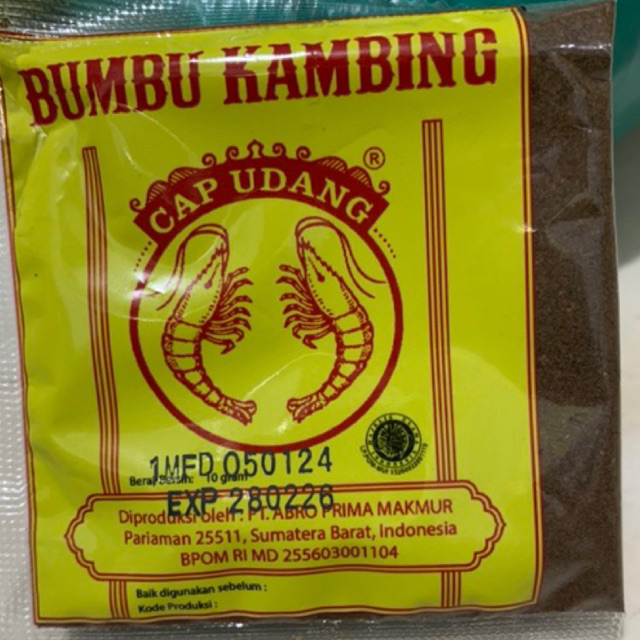 BUMBU KAMBING
®
CAP UDANG
1MFD 050124
Berat Bersih: 10 gram
EXP 280226
Diproduksi oleh : PT. ABRO PRIMA MAKMUR
Pariaman 25511, Sumatera Barat, Indonesia
BPOM RI MD 255603001104
Baik digunakan sebelum :
Kode Produksi :